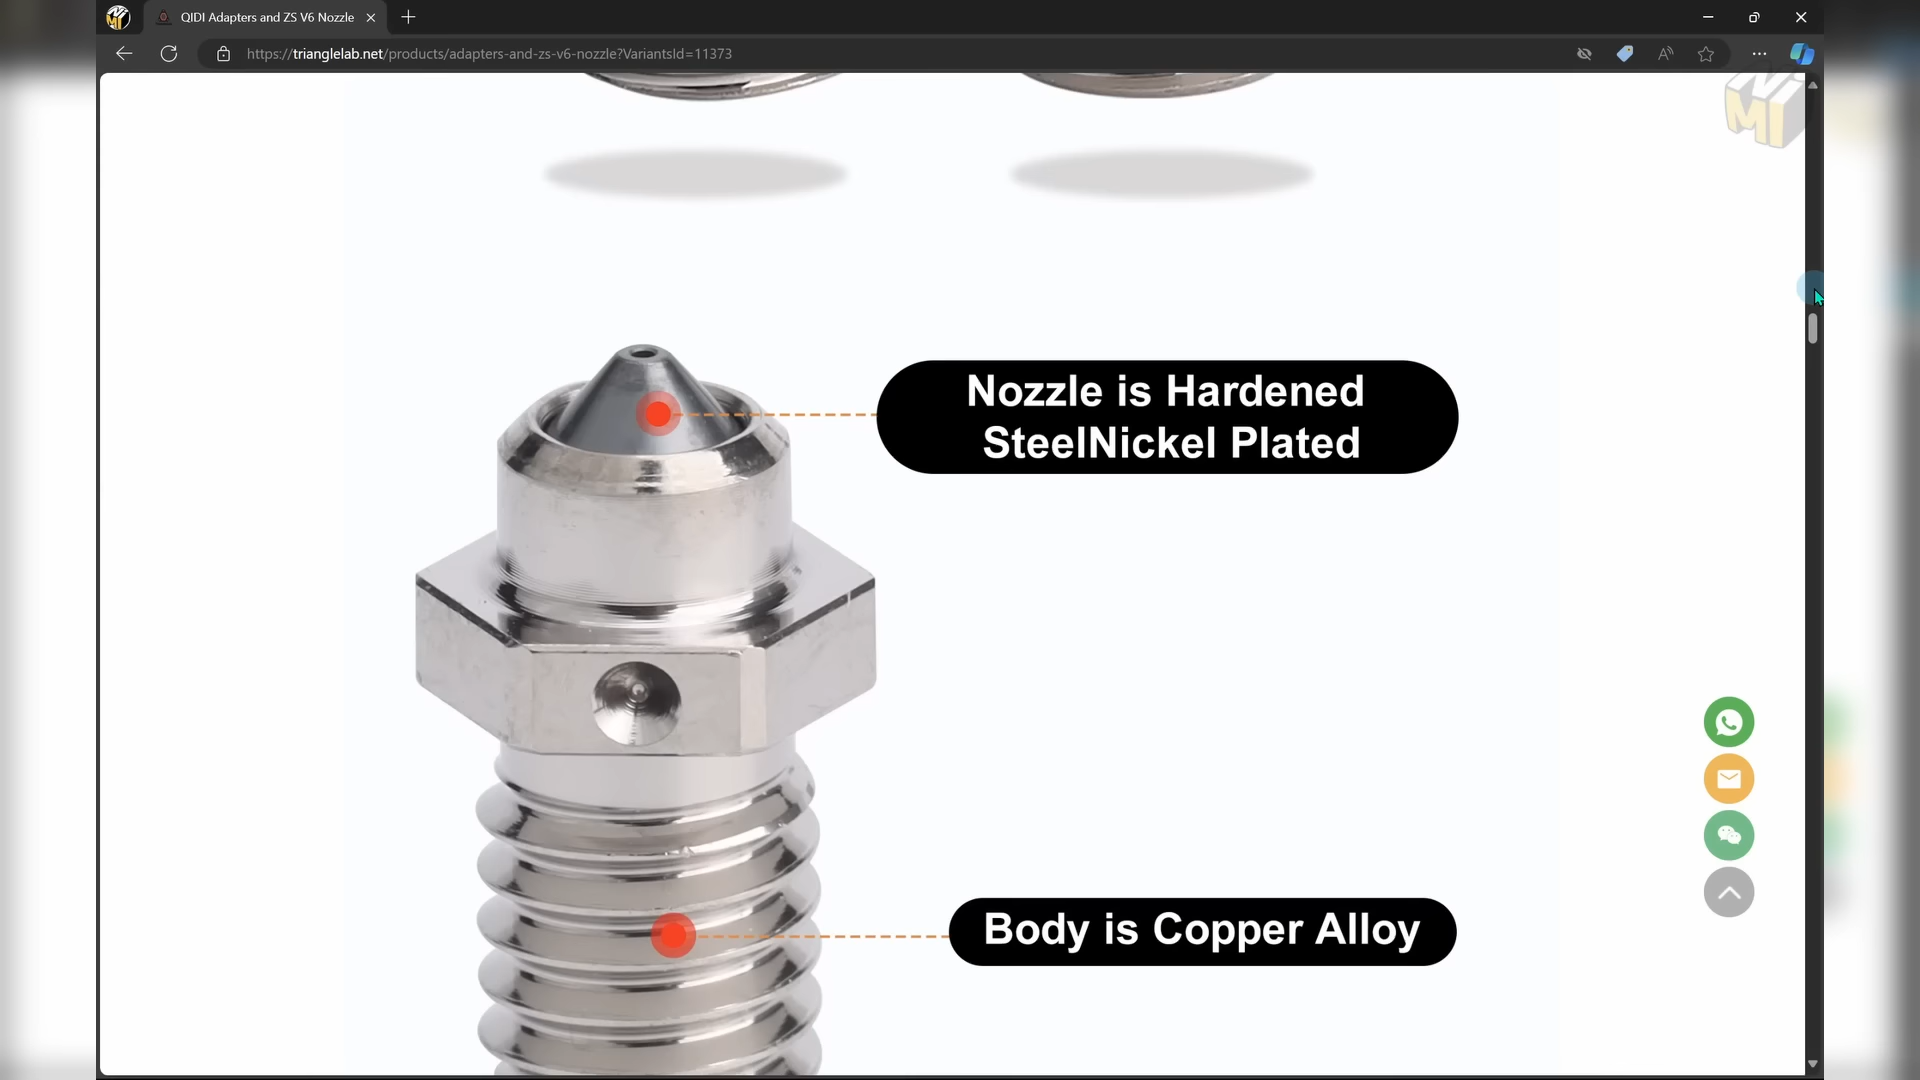 QIDI Adapters and ZS V6 Nozzle
https://trianglelab.net/products/adapters-and-zs-v6-nozzle?VariantsId=11373
NMI
Nozzle is Hardened
SteelNickel Plated
Body is Copper Alloy